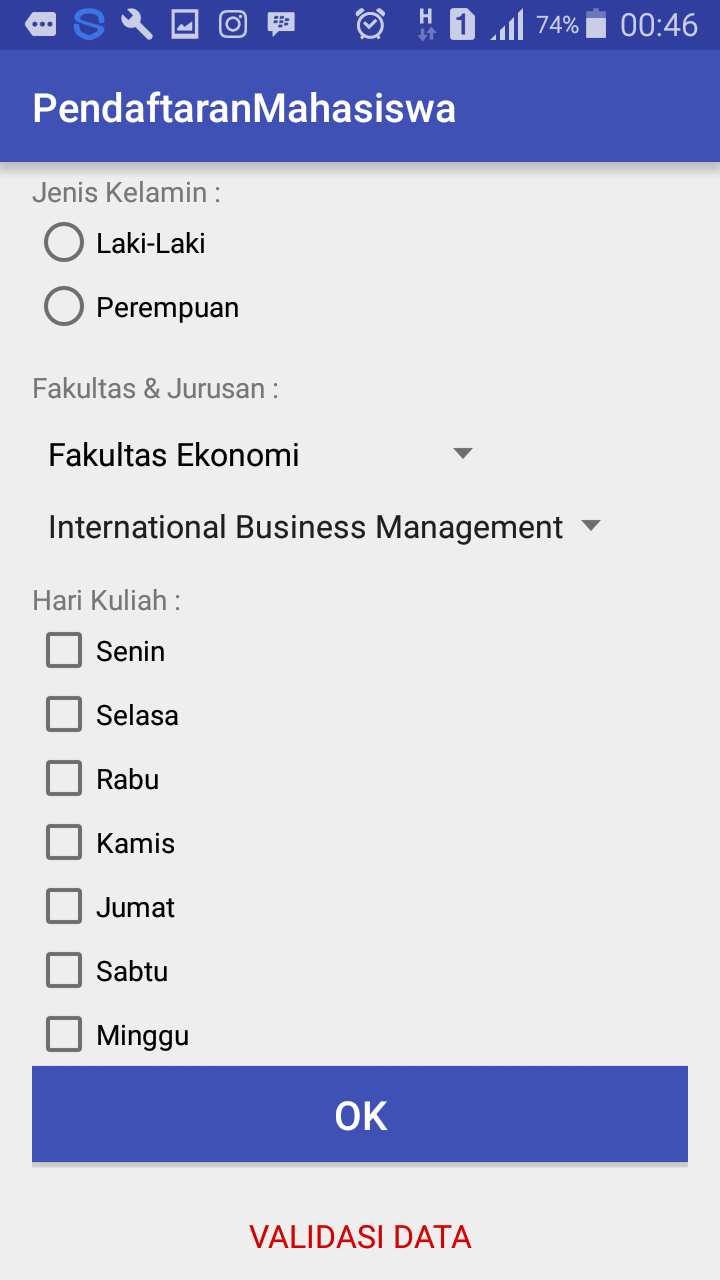 H 1 74% 00:46
PendaftaranMahasiswa
Jenis Kelamin :
Laki-Laki
Perempuan
Fakultas & Jurusan :
Fakultas Ekonomi
International Business Management
Hari Kuliah :
Senin
Selasa
Rabu
Kamis
Jumat
Sabtu
Minggu
OK
VALIDASI DATA